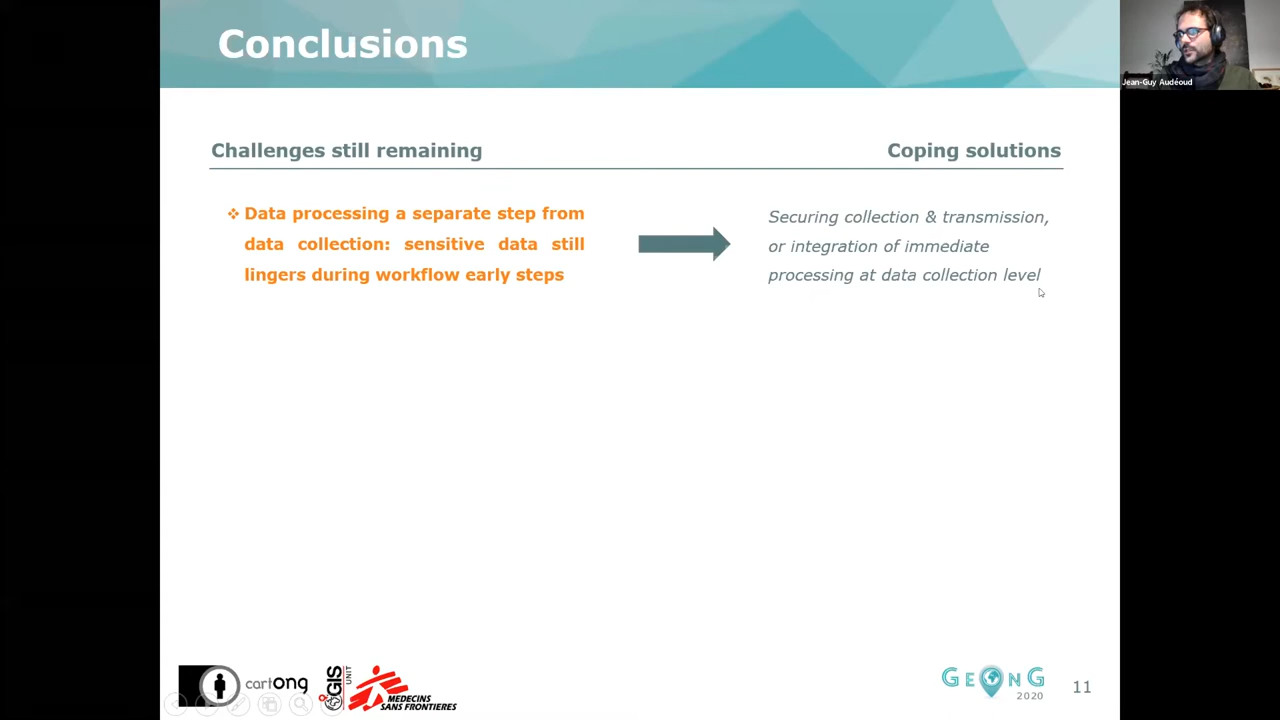 Conclusions
Jean-Guy Audéoud
Challenges still remaining
Coping solutions
❖ Data processing a separate step from
data collection: sensitive data still
lingers during workflow early steps
Securing collection & transmission,
or integration of immediate
processing at data collection level
cartONG
GIS
UNIT
MEDECINS
SANS FRONTIERES
GEONG
2020
11